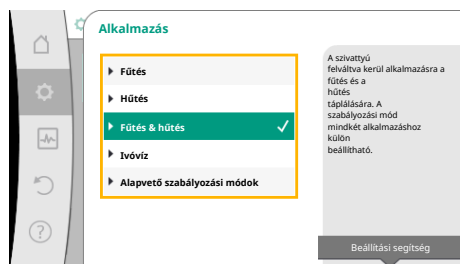 Alkalmazás
Fűtés
Hűtés
Fűtés & hűtés
Ivóvíz
Alapvető szabályozási módok
A szivattyú
felváltva kerül alkalmazásra a
fűtés és a
hűtés
táplálására. A
szabályozási mód
mindkét alkalmazáshoz
külön
beállítható.
Beállítási segítség